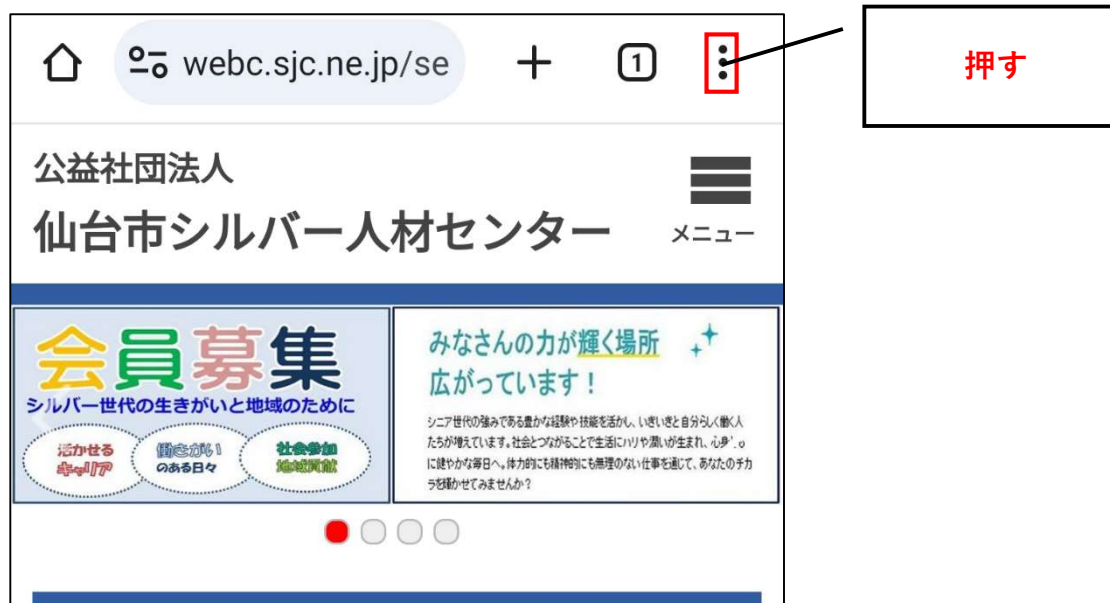 webc.sjc.ne.jp/se
1
押す
公益社団法人
仙台市シルバー人材センター
メニュー
会員募集
シルバー世代の生きがいと地域のために
活かせる
キャリア
働きがい
のある日々
社会参加
地域貢献
みなさんの力が輝く場所
広がっています!
シニア世代の強みである豊かな経験や技能を活かし、いきいきと自分らしく働く人
たちが増えています。社会とつながることで生活にハリや潤いが生まれ、心身
に健やかな毎日へ。体力的にも精神的にも無理のない仕事を通じて、あなたのチカ
ラを輝かせてみませんか?